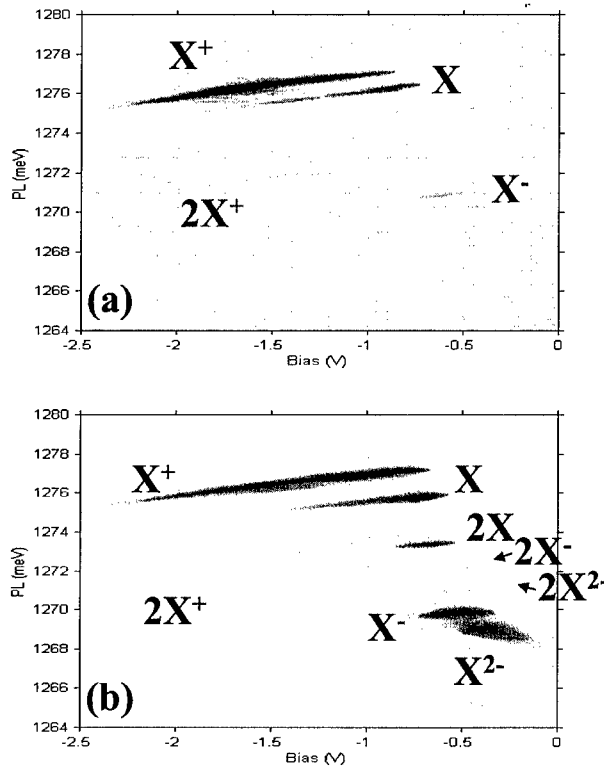 1280
1278
1276
1274
1272
1270
1268
1266
1264
PL (meV)
X⁺
X
2X⁺
X⁻
(a)
-2.5
-2
-1.5
-1
-0.5
0
Bias (V)
1280
1278
1276
1274
1272
1270
1268
1266
1264
PL (meV)
X⁺
X
2X
2X⁻
2X²⁻
2X⁺
X⁻
X²⁻
(b)
-2.5
-2
-1.5
-1
-0.5
0
Bias (V)